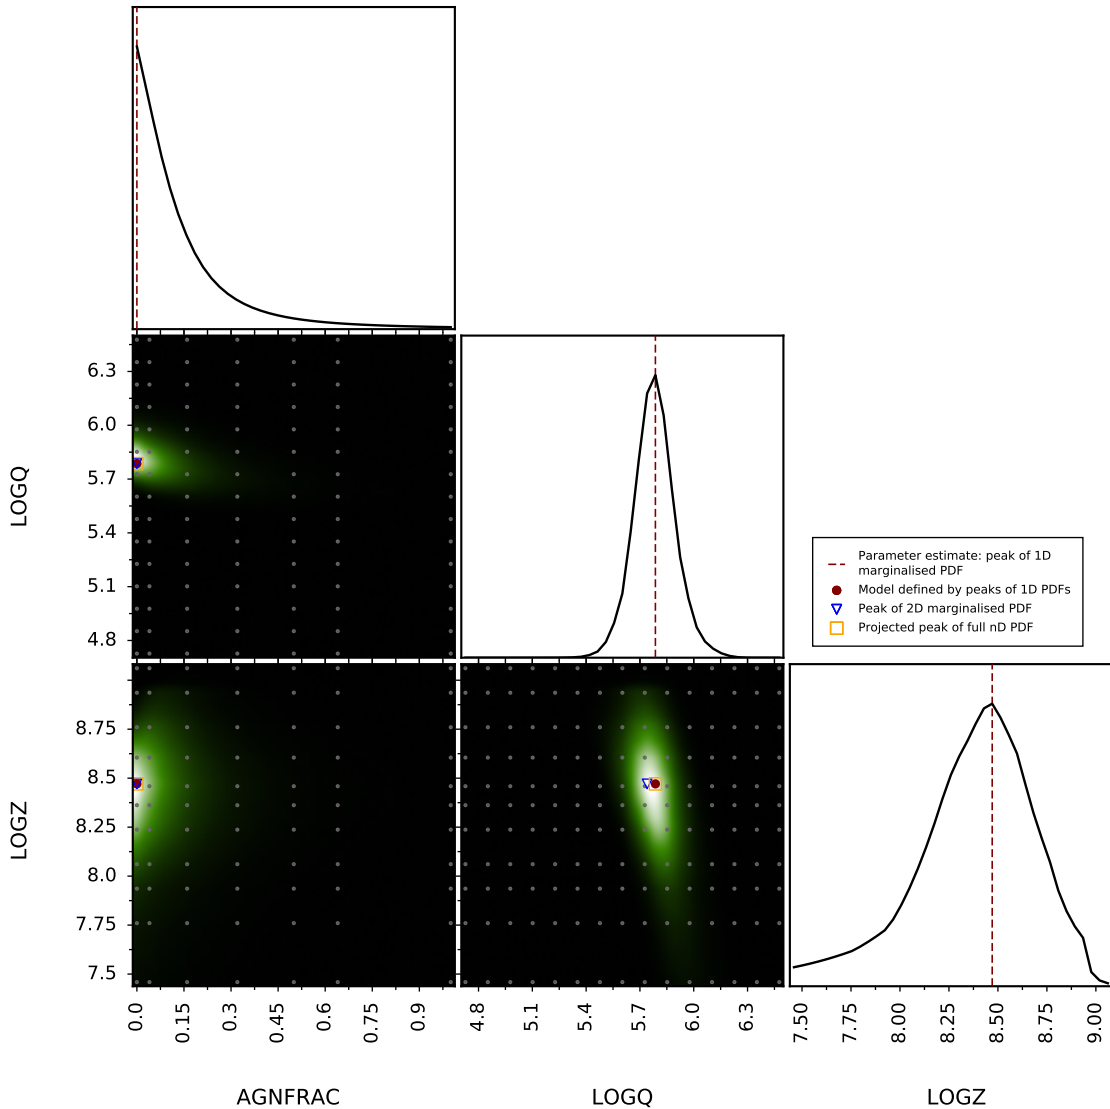 6.3
6.0
5.7
5.4
5.1
4.8
LOGQ
Parameter estimate: peak of 1D
marginalised PDF
Model defined by peaks of 1D PDFs
Peak of 2D marginalised PDF
Projected peak of full nD PDF
8.75
8.5
8.25
8.0
7.75
7.5
LOGZ
0.0 0.15 0.3 0.45 0.6 0.75 0.9
4.8 5.1 5.4 5.7 6.0 6.3
7.50 7.75 8.00 8.25 8.50 8.75 9.00
AGNFRAC
LOGQ
LOGZ